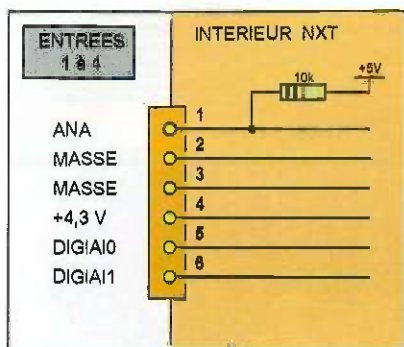 ENTREES
1 à 4
INTERIEUR NXT
+5V
10k
ANA 1
MASSE 2
MASSE 3
+4,3 V 4
DIGIAI0 5
DIGIAI1 6